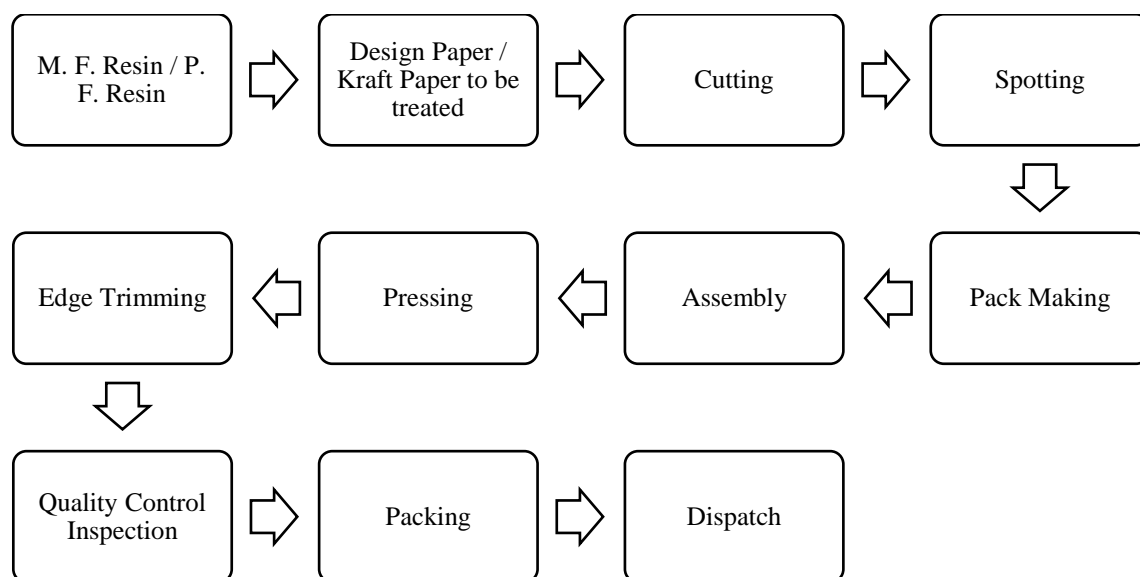 M. F. Resin / P.
F. Resin
Design Paper /
Kraft Paper to be
treated
Cutting
Spotting
Pack Making
Assembly
Pressing
Edge Trimming
Quality Control
Inspection
Packing
Dispatch